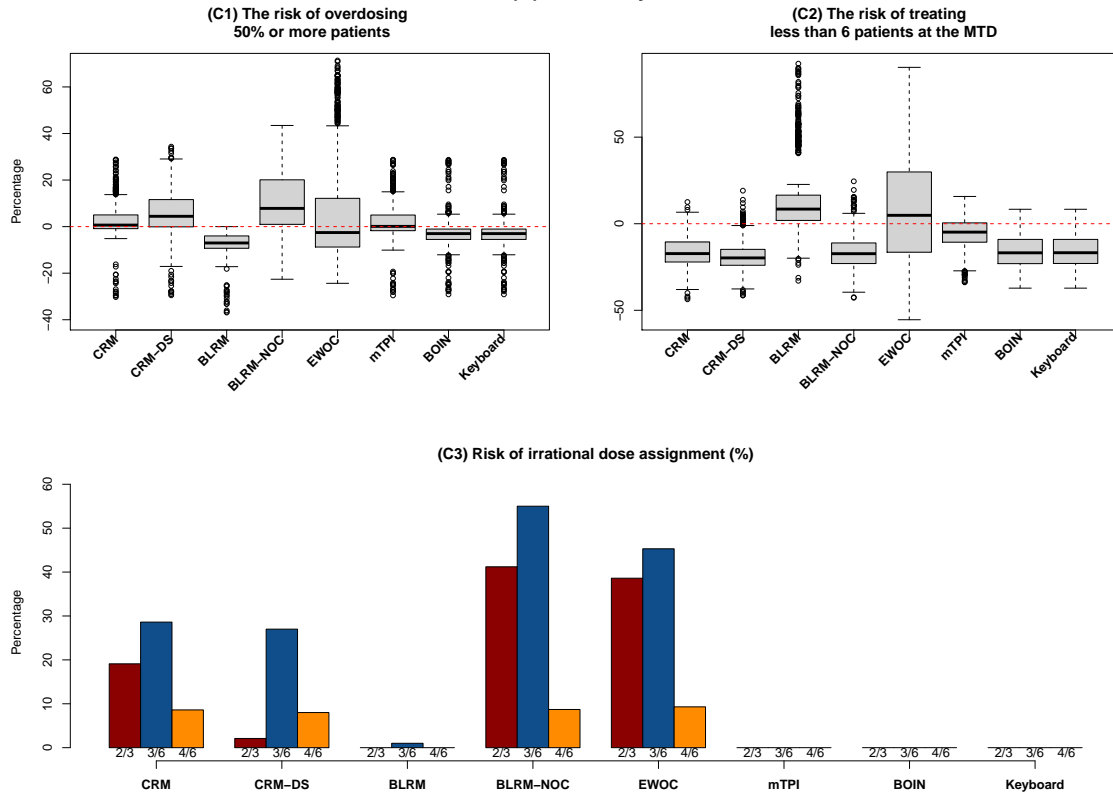 (C1) The risk of overdosing
50% or more patients
Percentage
−40 −20 0 20 40 60
CRM CRM−DS BLRM BLRM−NOC EWOC mTPI BOIN Keyboard
(C2) The risk of treating
less than 6 patients at the MTD
−50 0 50
CRM CRM−DS BLRM BLRM−NOC EWOC mTPI BOIN Keyboard
(C3) Risk of irrational dose assignment (%)
Percentage
0 10 20 30 40 50 60
2/3 3/6 4/6 2/3 3/6 4/6 2/3 3/6 4/6 2/3 3/6 4/6 2/3 3/6 4/6 2/3 3/6 4/6 2/3 3/6 4/6 2/3 3/6 4/6
CRM CRM−DS BLRM BLRM−NOC EWOC mTPI BOIN Keyboard